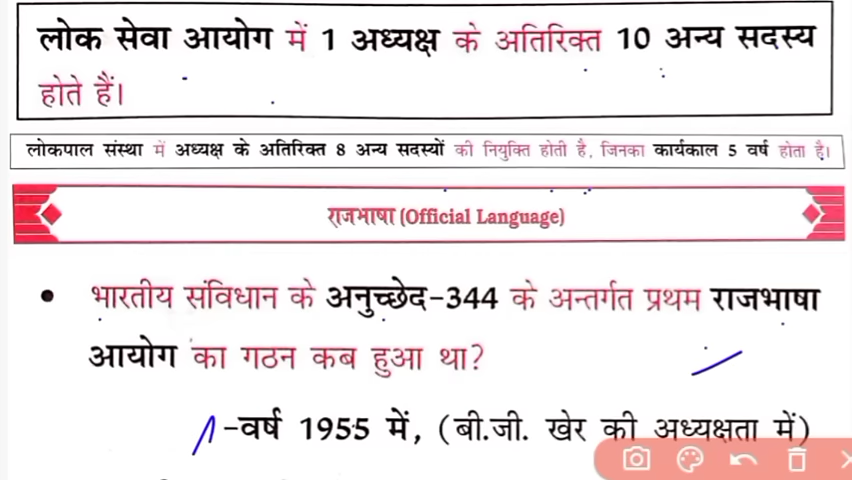 लोक सेवा आयोग में 1 अध्यक्ष के अतिरिक्त 10 अन्य सदस्य
होते हैं।
लोकपाल संस्था में अध्यक्ष के अतिरिक्त 8 अन्य सदस्यों की नियुक्ति होती है, जिनका कार्यकाल 5 वर्ष होता है।
राजभाषा (Official Language)
• भारतीय संविधान के अनुच्छेद-344 के अन्तर्गत प्रथम राजभाषा
आयोग का गठन कब हुआ था?
-वर्ष 1955 में, (बी.जी. खेर की अध्यक्षता में)